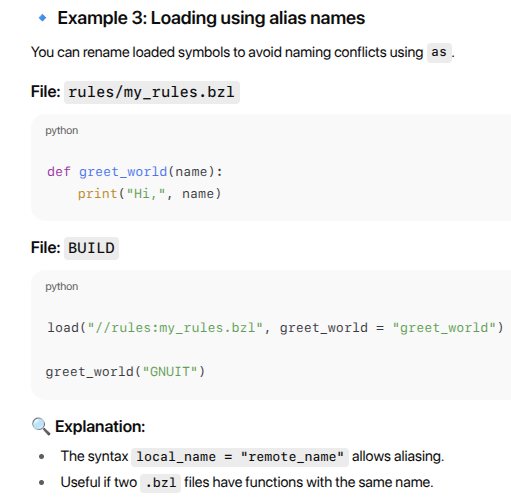 🔹 Example 3: Loading using alias names
You can rename loaded symbols to avoid naming conflicts using as.
File: rules/my_rules.bzl
python
def greet_world(name):
    print("Hi,", name)
File: BUILD
python
load("//rules:my_rules.bzl", greet_world = "greet_world")
greet_world("GNUIT")
🔍 Explanation:
• The syntax local_name = "remote_name" allows aliasing.
• Useful if two .bzl files have functions with the same name.